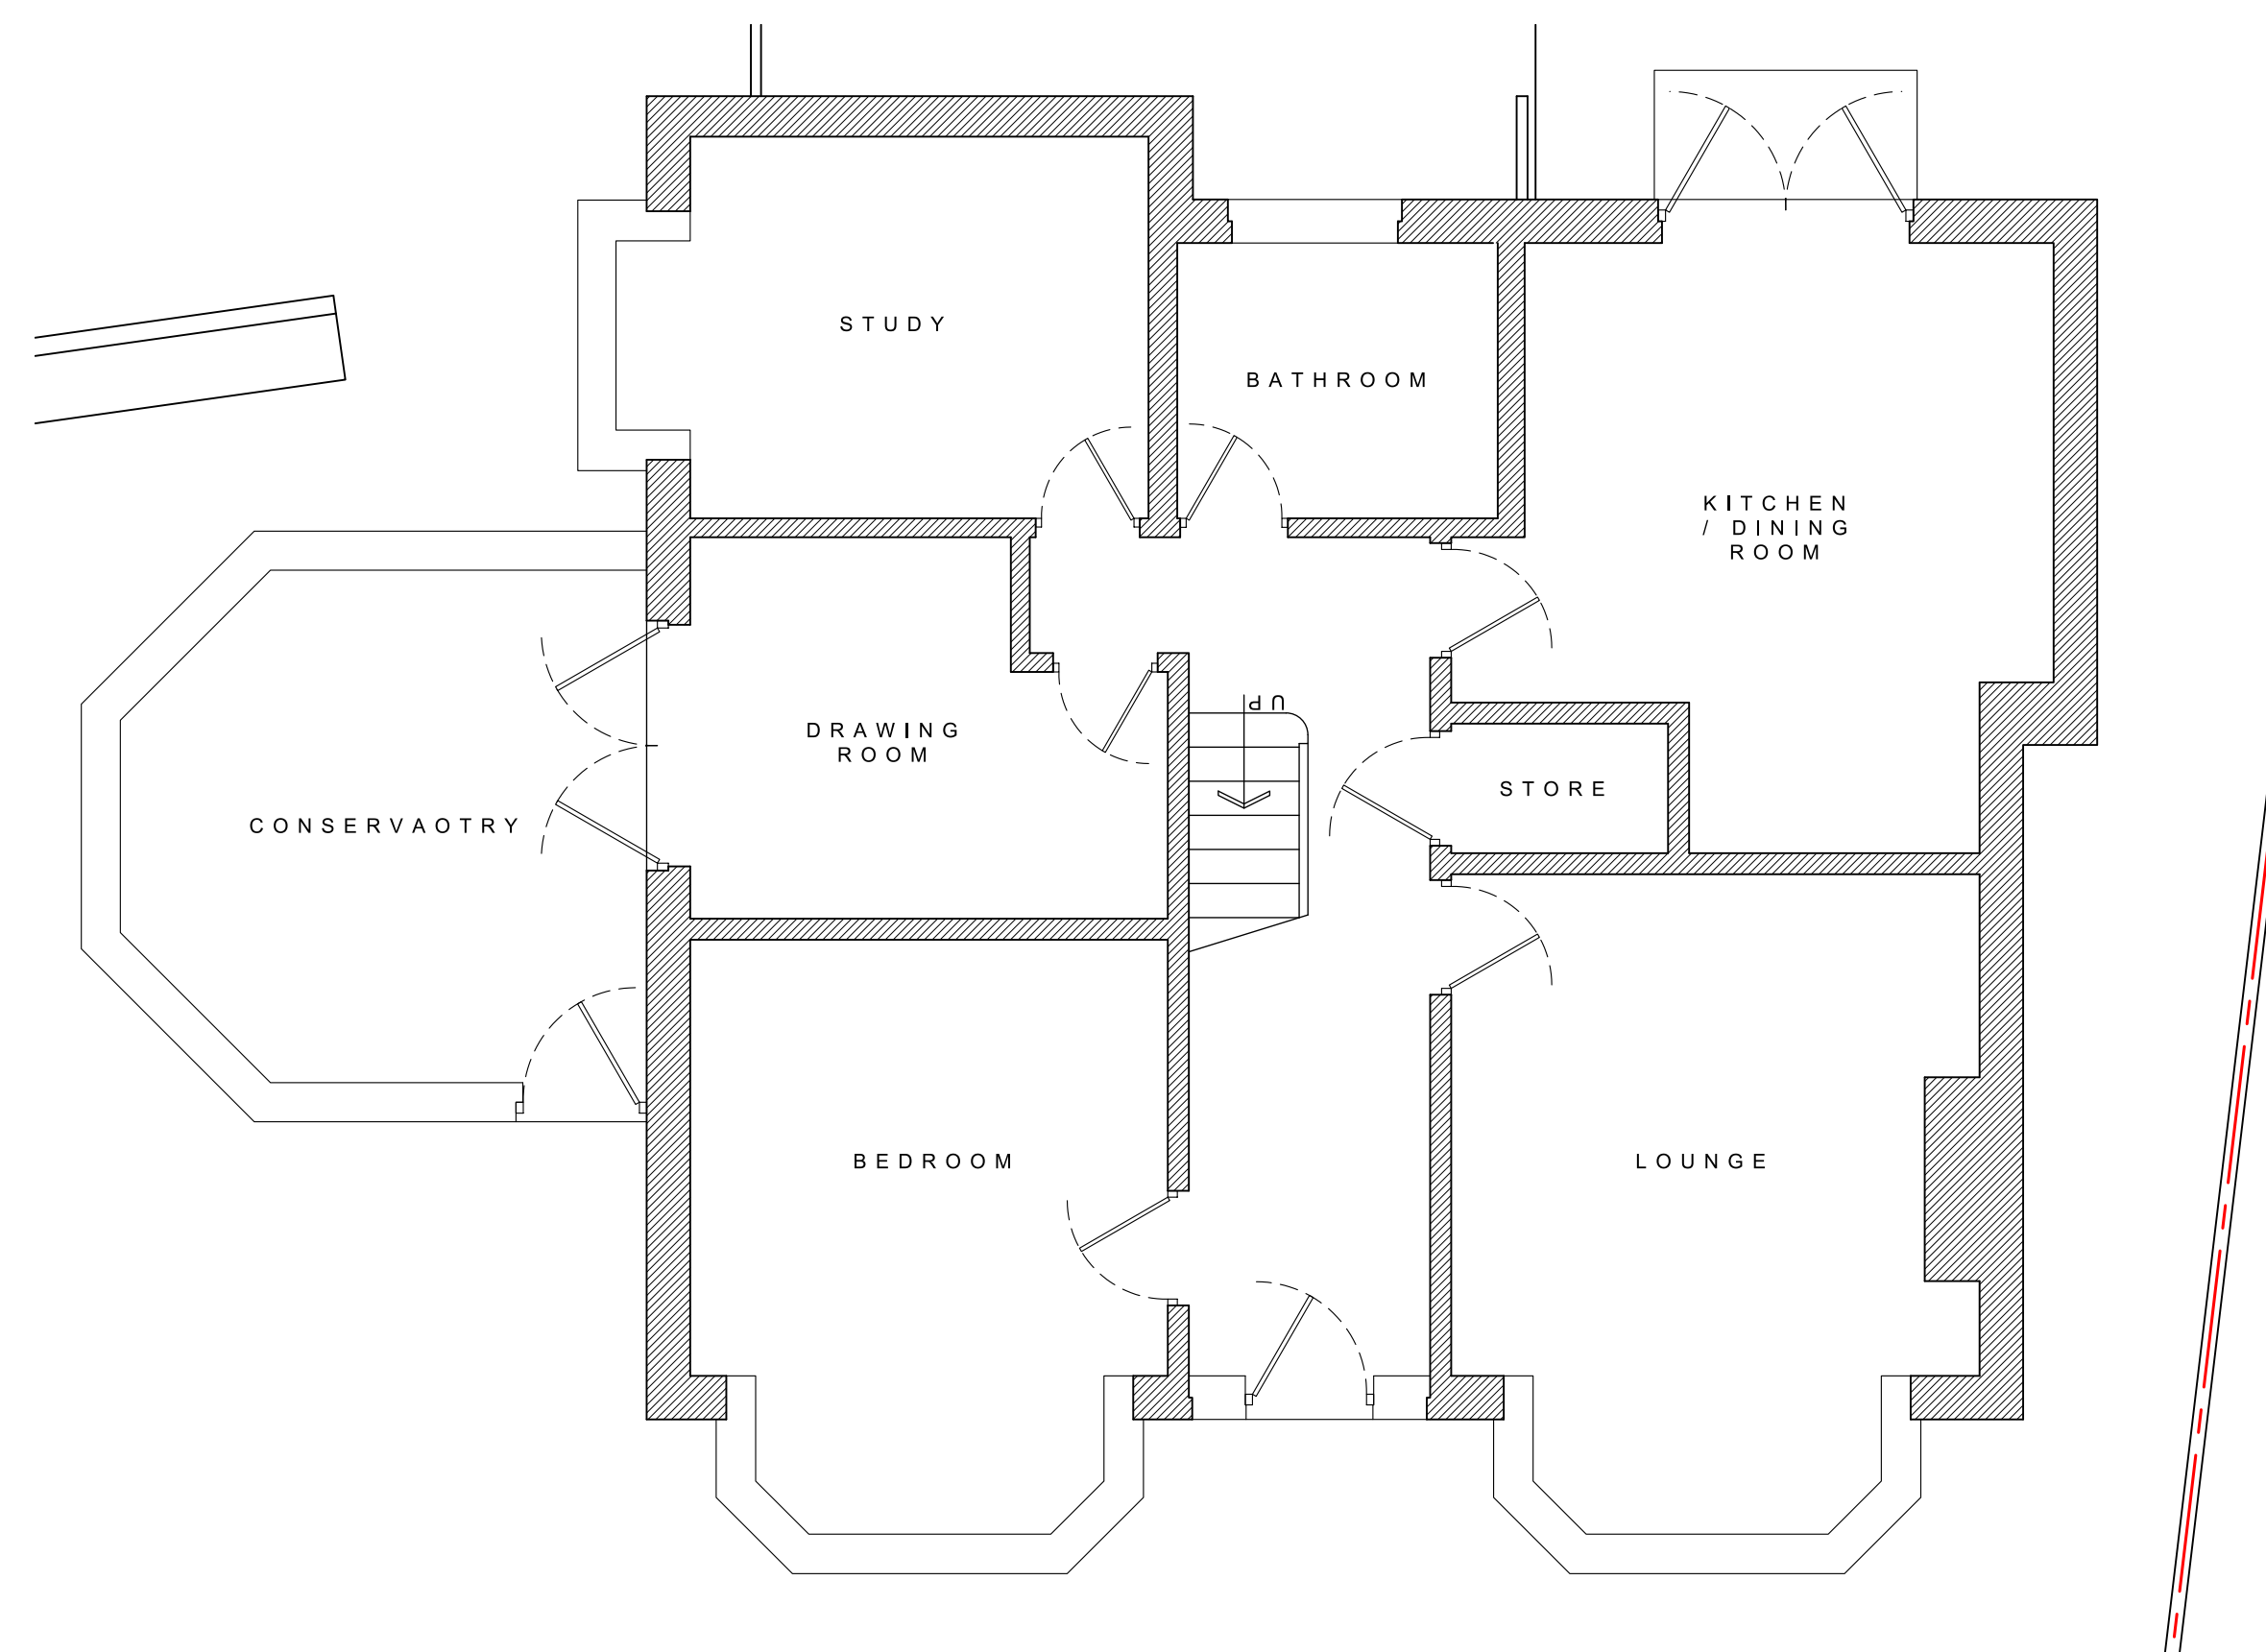 STUDY
BATHROOM
KITCHEN
/ DINING
ROOM
UP
DRAWING
ROOM
STORE
CONSERVAOTRY
BEDROOM
LOUNGE